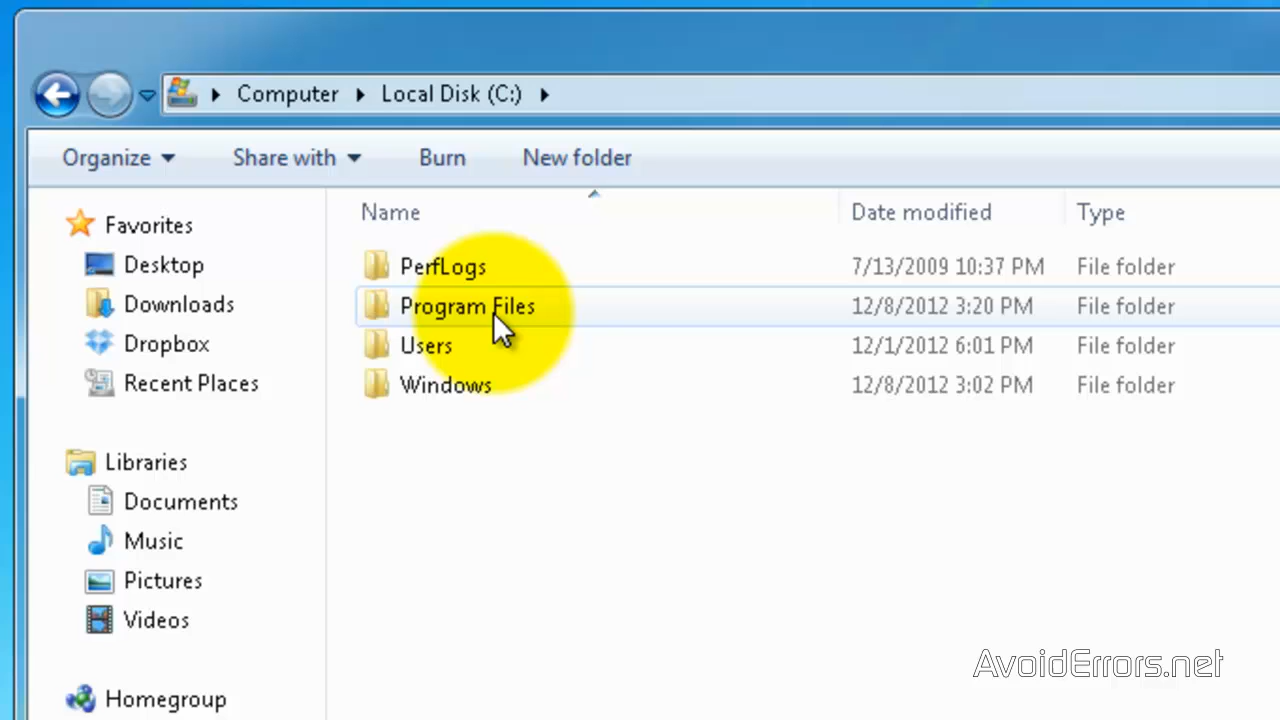 Computer Local Disk (C:)
Organize Share with Burn New folder
Name Date modified Type
Favorites
Desktop
Downloads
Dropbox
Recent Places
Libraries
Documents
Music
Pictures
Videos
Homegroup
PerfLogs 7/13/2009 10:37 PM File folder
Program Files 12/8/2012 3:20 PM File folder
Users 12/1/2012 6:01 PM File folder
Windows 12/8/2012 3:02 PM File folder
AvoidErrors.net